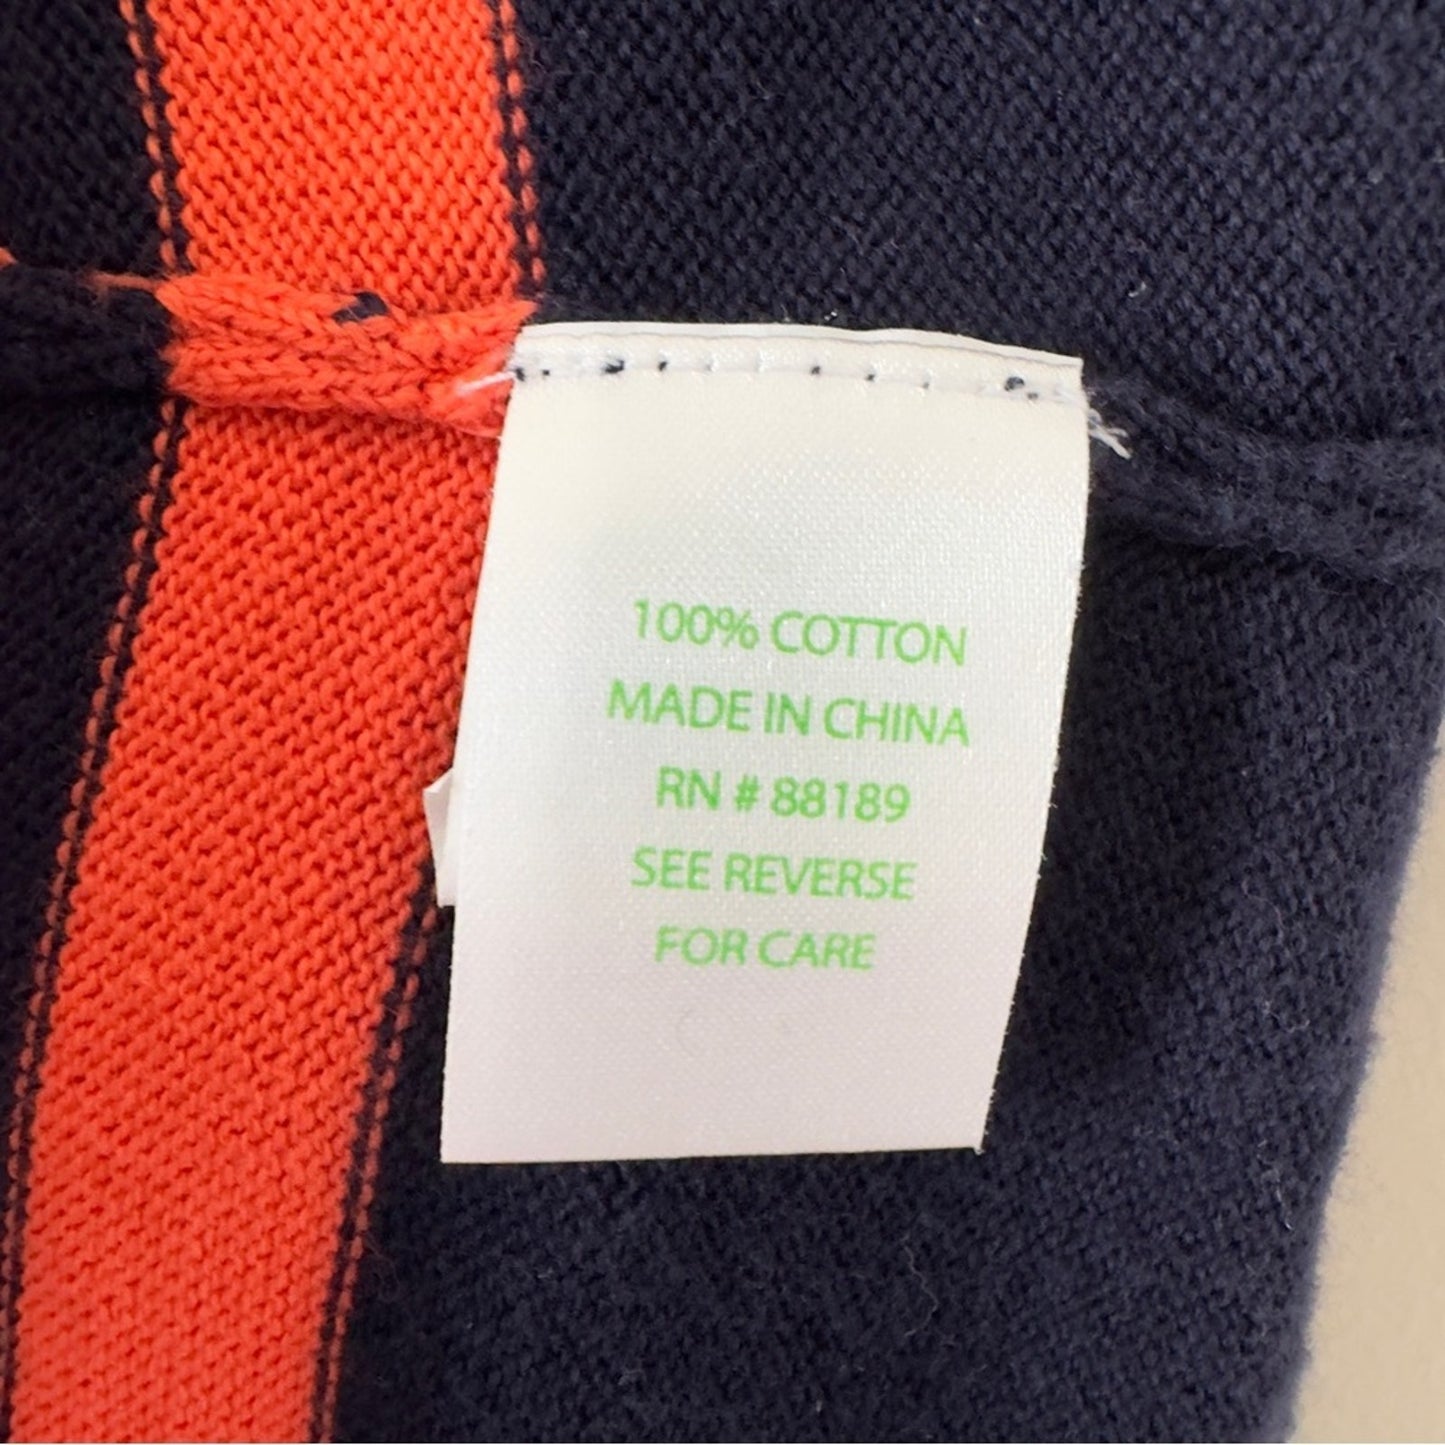 100% COTTON
MADE IN CHINA
RN # 88189
SEE REVERSE
FOR CARE